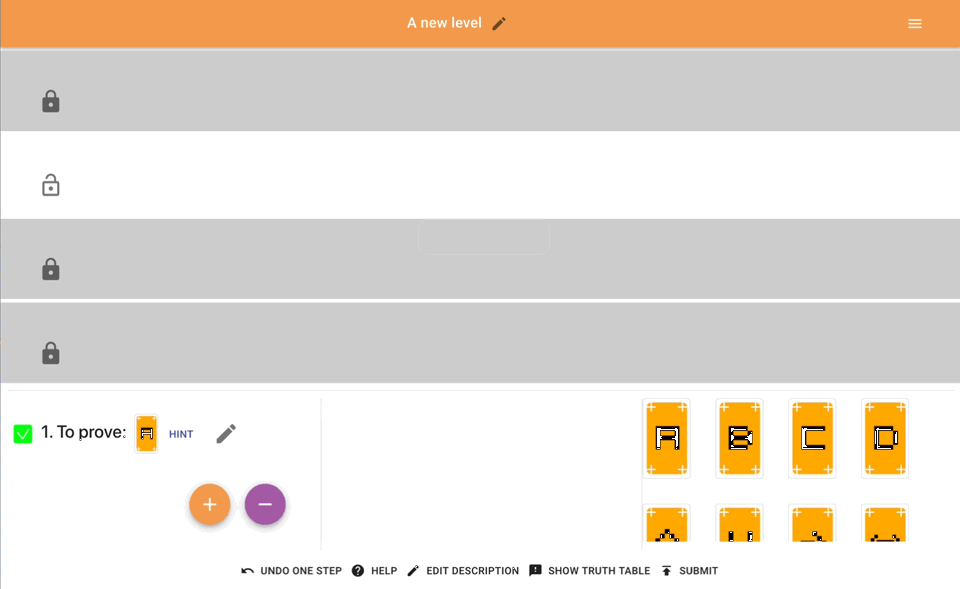 A new level
1. To prove: A HINT
A B C D
UNDO ONE STEP HELP EDIT DESCRIPTION SHOW TRUTH TABLE SUBMIT